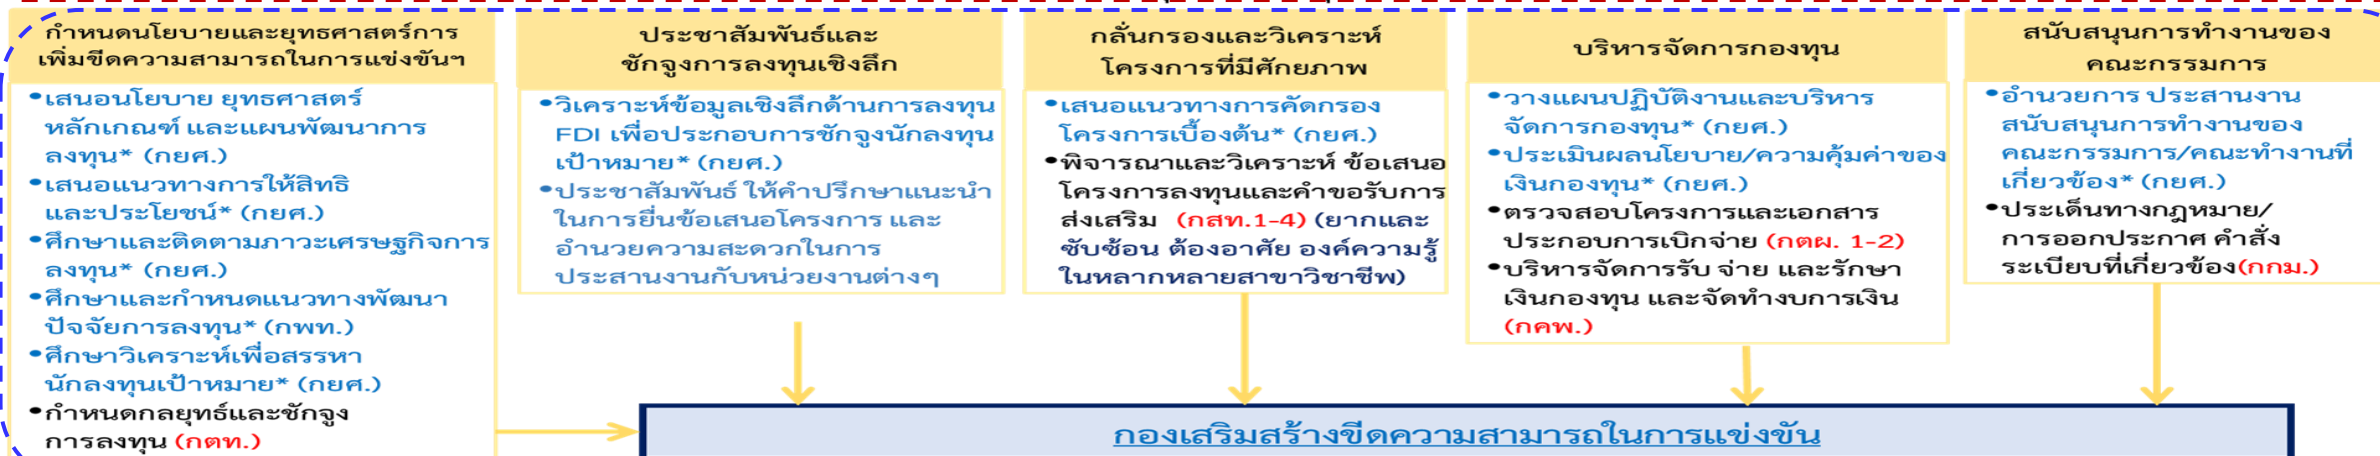 กำหนดนโยบายและยุทธศาสตร์การ
เพิ่มขีดความสามารถในการแข่งขันฯ
•เสนอนโยบาย ยุทธศาสตร์
หลักเกณฑ์ และแผนพัฒนาการ
ลงทุน* (กยศ.)
•เสนอแนวทางการให้สิทธิ
และประโยชน์* (กยศ.)
•ศึกษาและติดตามภาวะเศรษฐกิจการ
ลงทุน* (กยศ.)
•ศึกษาและกำหนดแนวทางพัฒนา
ปัจจัยการลงทุน* (กพท.)
•ศึกษาวิเคราะห์เพื่อสรรหา
นักลงทุนเป้าหมาย* (กยศ.)
•กำหนดกลยุทธ์และชักจูง
การลงทุน (กตท.)
ประชาสัมพันธ์และ
ชักจูงการลงทุนเชิงลึก
•วิเคราะห์ข้อมูลเชิงลึกด้านการลงทุน
FDI เพื่อประกอบการชักจูงนักลงทุน
เป้าหมาย* (กยศ.)
•ประชาสัมพันธ์ ให้คำปรึกษาแนะนำ
ในการยื่นข้อเสนอโครงการ และ
อำนวยความสะดวกในการ
ประสานงานกับหน่วยงานต่างๆ
กลั่นกรองและวิเคราะห์
โครงการที่มีศักยภาพ
•เสนอแนวทางการคัดกรอง
โครงการเบื้องต้น* (กยศ.)
•พิจารณาและวิเคราะห์ ข้อเสนอ
โครงการลงทุนและคำขอรับการ
ส่งเสริม (กสท.1-4) (ยากและ
ซับซ้อน ต้องอาศัย องค์ความรู้
ในหลากหลายสาขาวิชาชีพ)
บริหารจัดการกองทุน
•วางแผนปฏิบัติงานและบริหาร
จัดการกองทุน* (กยศ.)
•ประเมินผลนโยบาย/ความคุ้มค่าของ
เงินกองทุน* (กยศ.)
•ตรวจสอบโครงการและเอกสาร
ประกอบการเบิกจ่าย (กตผ. 1-2)
•บริหารจัดการรับ จ่าย และรักษา
เงินกองทุน และจัดทำงบการเงิน
(กคพ.)
สนับสนุนการทำงานของ
คณะกรรมการ
•อำนวยการ ประสานงาน
สนับสนุนการทำงานของ
คณะกรรมการ/คณะทำงานที่
เกี่ยวข้อง* (กยศ.)
•ประเด็นทางกฎหมาย/
การออกประกาศ คำสั่ง
ระเบียบที่เกี่ยวข้อง(กกม.)
กองเสริมสร้างขีดความสามารถในการแข่งขัน